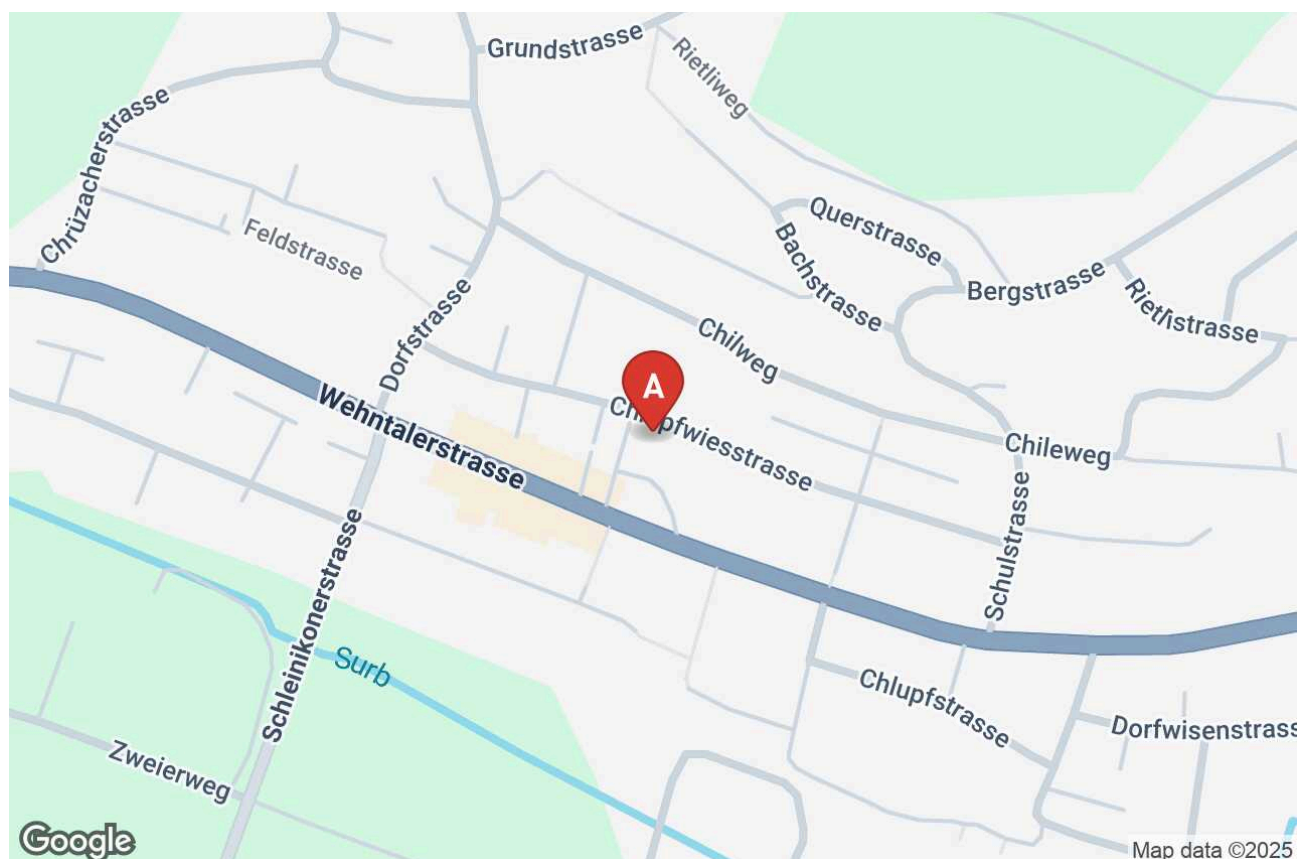 Grundstrasse
Rietliweg
Chrüzacherstrasse
Feldstrasse
Querstrasse
Bachstrasse
Bergstrasse
Dorfstrasse
Chilweg
Wehntalerstrasse
A
Chileweg
Schulstrasse
Schleinikonerstrasse
Surb
Chlupfstrasse
Dorfwisenstrass
Zweierweg
Google
Map data ©2025